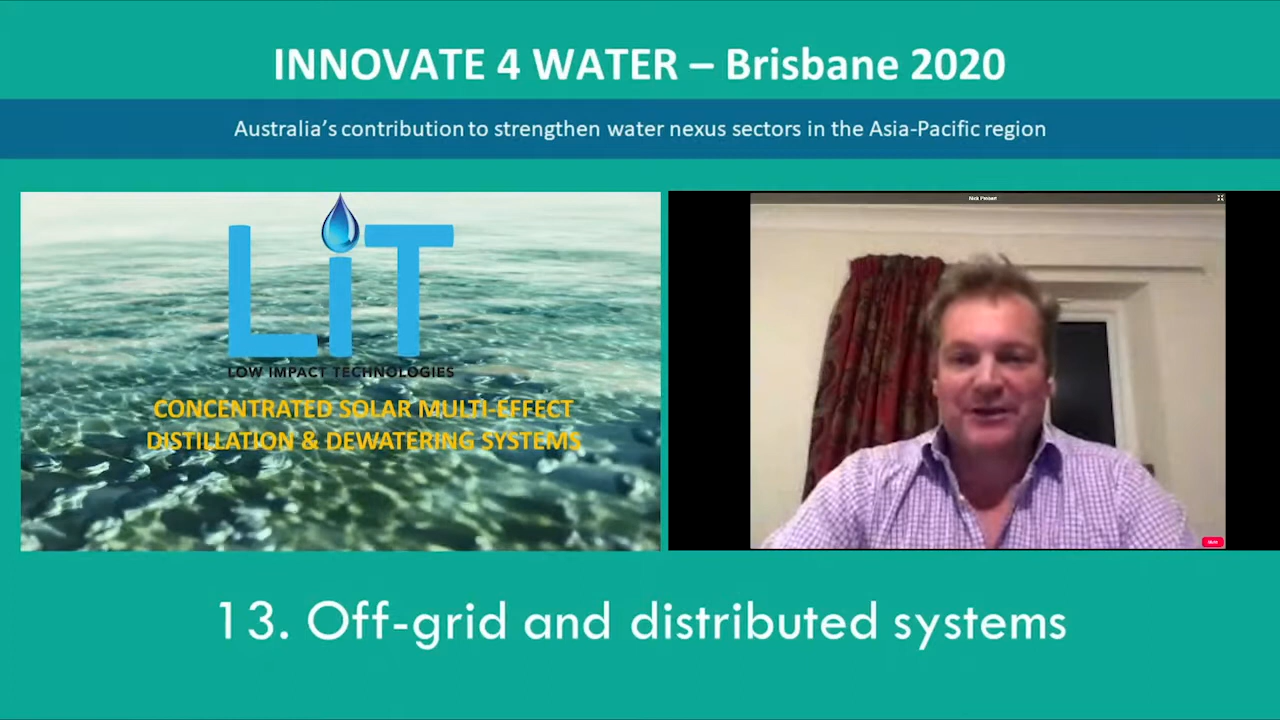 INNOVATE 4 WATER – Brisbane 2020
Australia's contribution to strengthen water nexus sectors in the Asia-Pacific region
LiT
LOW IMPACT TECHNOLOGIES
CONCENTRATED SOLAR MULTI-EFFECT
DISTILLATION & DEWATERING SYSTEMS
13. Off-grid and distributed systems